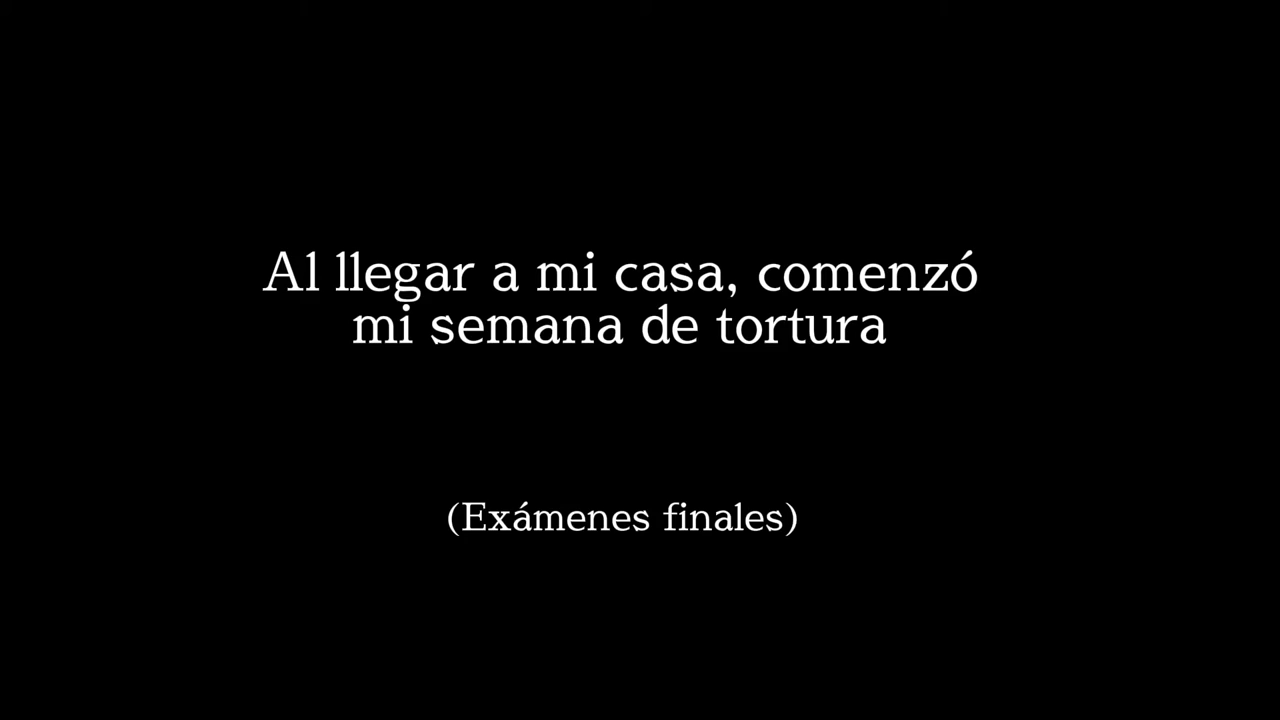 Al llegar a mi casa, comenzó
mi semana de tortura
(Exámenes finales)